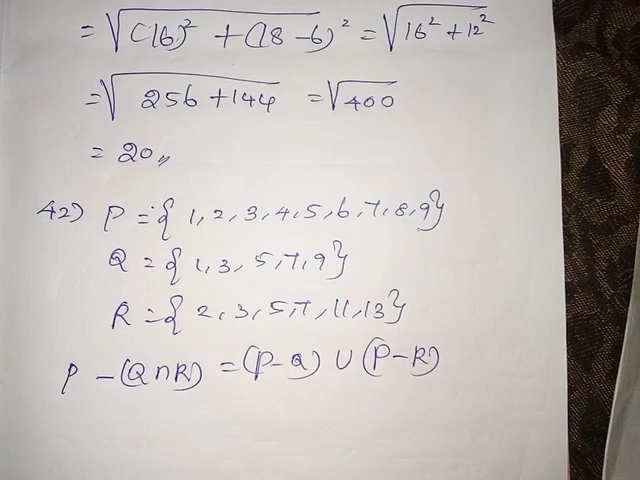 = √(16)² + (18 - 6)² = √16² + 12²
= √256 + 144 = √400
= 20,,
42) P = { 1, 2, 3, 4, 5, 6, 7, 8, 9}
Q = { 1, 3, 5, 7, 9}
R = { 2, 3, 5, 7, 11, 13}
P - (Q∩R) = (P-Q) ∪ (P-R)